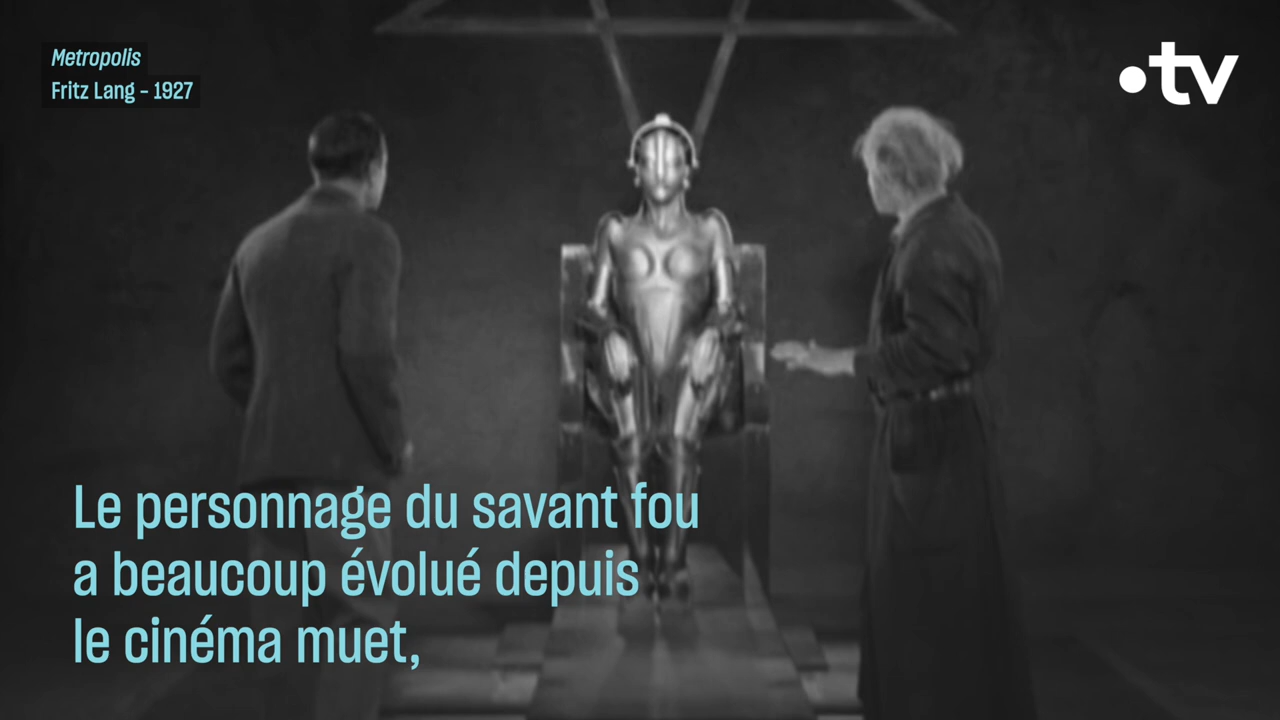 Metropolis
Fritz Lang – 1927
•tv
Le personnage du savant fou
a beaucoup évolué depuis
le cinéma muet,